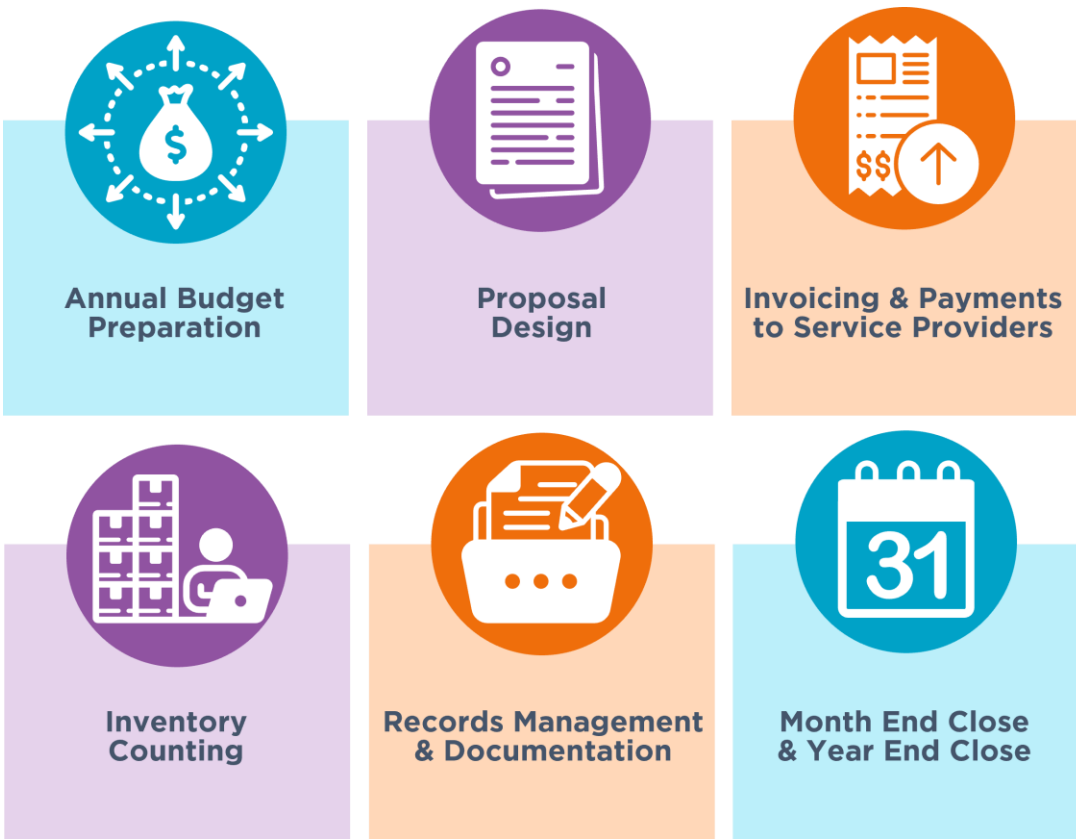 $
Annual Budget
Preparation
Proposal
Design
$$
Invoicing & Payments
to Service Providers
Inventory
Counting
Records Management
& Documentation
31
Month End Close
& Year End Close